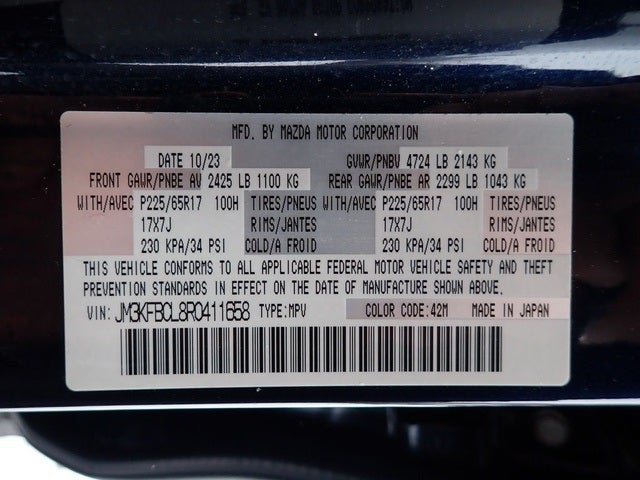 MFD. BY MAZDA MOTOR CORPORATION
DATE 10/23 GVWR/PNBV 4724 LB 2143 KG
FRONT GAWR/PNBE AV 2425 LB 1100 KG REAR GAWR/PNBE AR 2299 LB 1043 KG
WITH/AVEC P225/65R17 100H TIRES/PNEUS P225/65R17 100H TIRES/PNEUS
17X7J RIMS/JANTES 17X7J RIMS/JANTES
230 KPA/34 PSI COLD/A FROID 230 KPA/34 PSI COLD/A FROID
THIS VEHICLE CONFORMS TO ALL APPLICABLE FEDERAL MOTOR VEHICLE SAFETY AND THEFT
PREVENTION STANDARDS IN EFFECT ON THE DATE OF MANUFACTURE SHOWN ABOVE.
VIN: JM3KFBCL8R0411658 TYPE:MPV COLOR CODE:42M MADE IN JAPAN